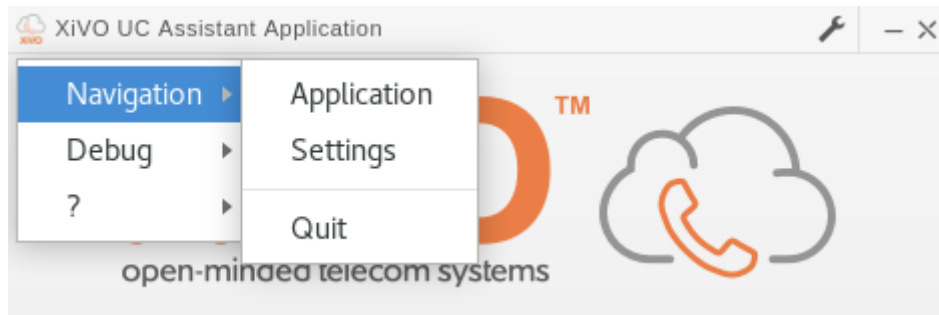 XiVO UC Assistant Application
Navigation
Application
Debug
Settings
?
Quit
TM
open-minded telecom systems